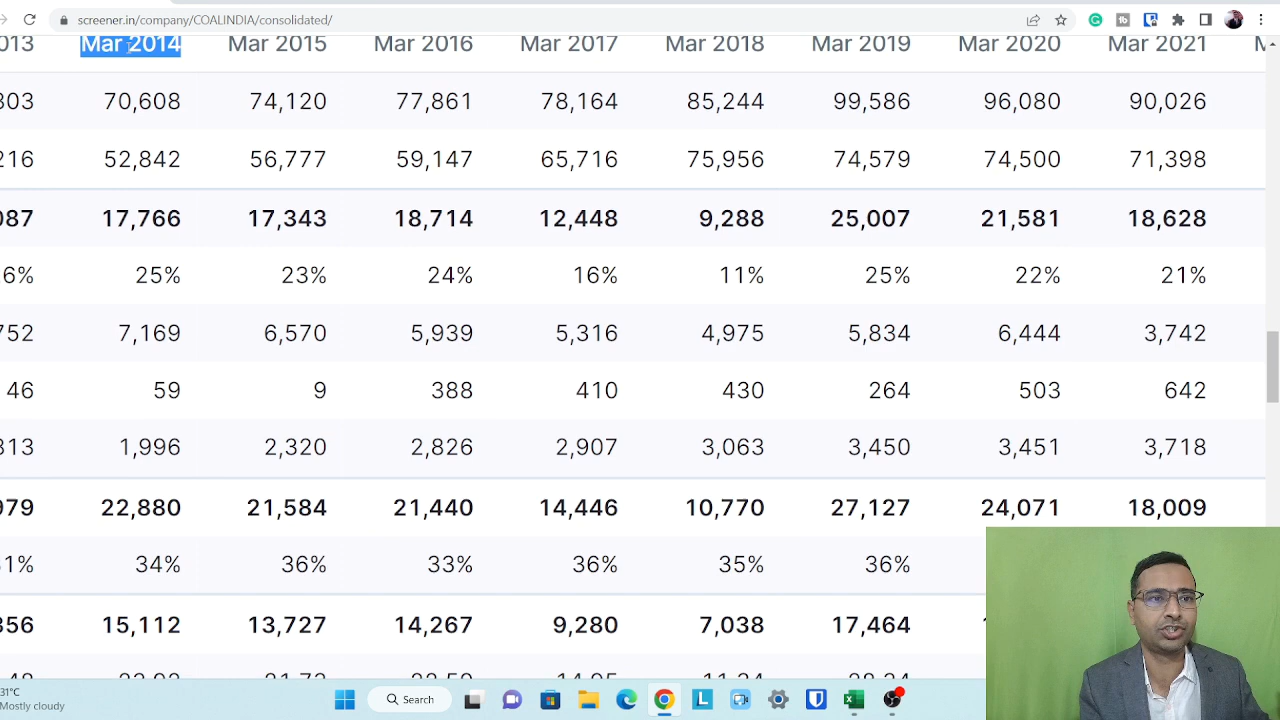 screener.in/company/COALINDIA/consolidated/
013 Mar 2014 Mar 2015 Mar 2016 Mar 2017 Mar 2018 Mar 2019 Mar 2020 Mar 2021
303 70,608 74,120 77,861 78,164 85,244 99,586 96,080 90,026
216 52,842 56,777 59,147 65,716 75,956 74,579 74,500 71,398
087 17,766 17,343 18,714 12,448 9,288 25,007 21,581 18,628
6% 25% 23% 24% 16% 11% 25% 22% 21%
752 7,169 6,570 5,939 5,316 4,975 5,834 6,444 3,742
46 59 9 388 410 430 264 503 642
313 1,996 2,320 2,826 2,907 3,063 3,450 3,451 3,718
979 22,880 21,584 21,440 14,446 10,770 27,127 24,071 18,009
1% 34% 36% 33% 36% 35% 36%
356 15,112 13,727 14,267 9,280 7,038 17,464
31°C
Mostly cloudy
Search